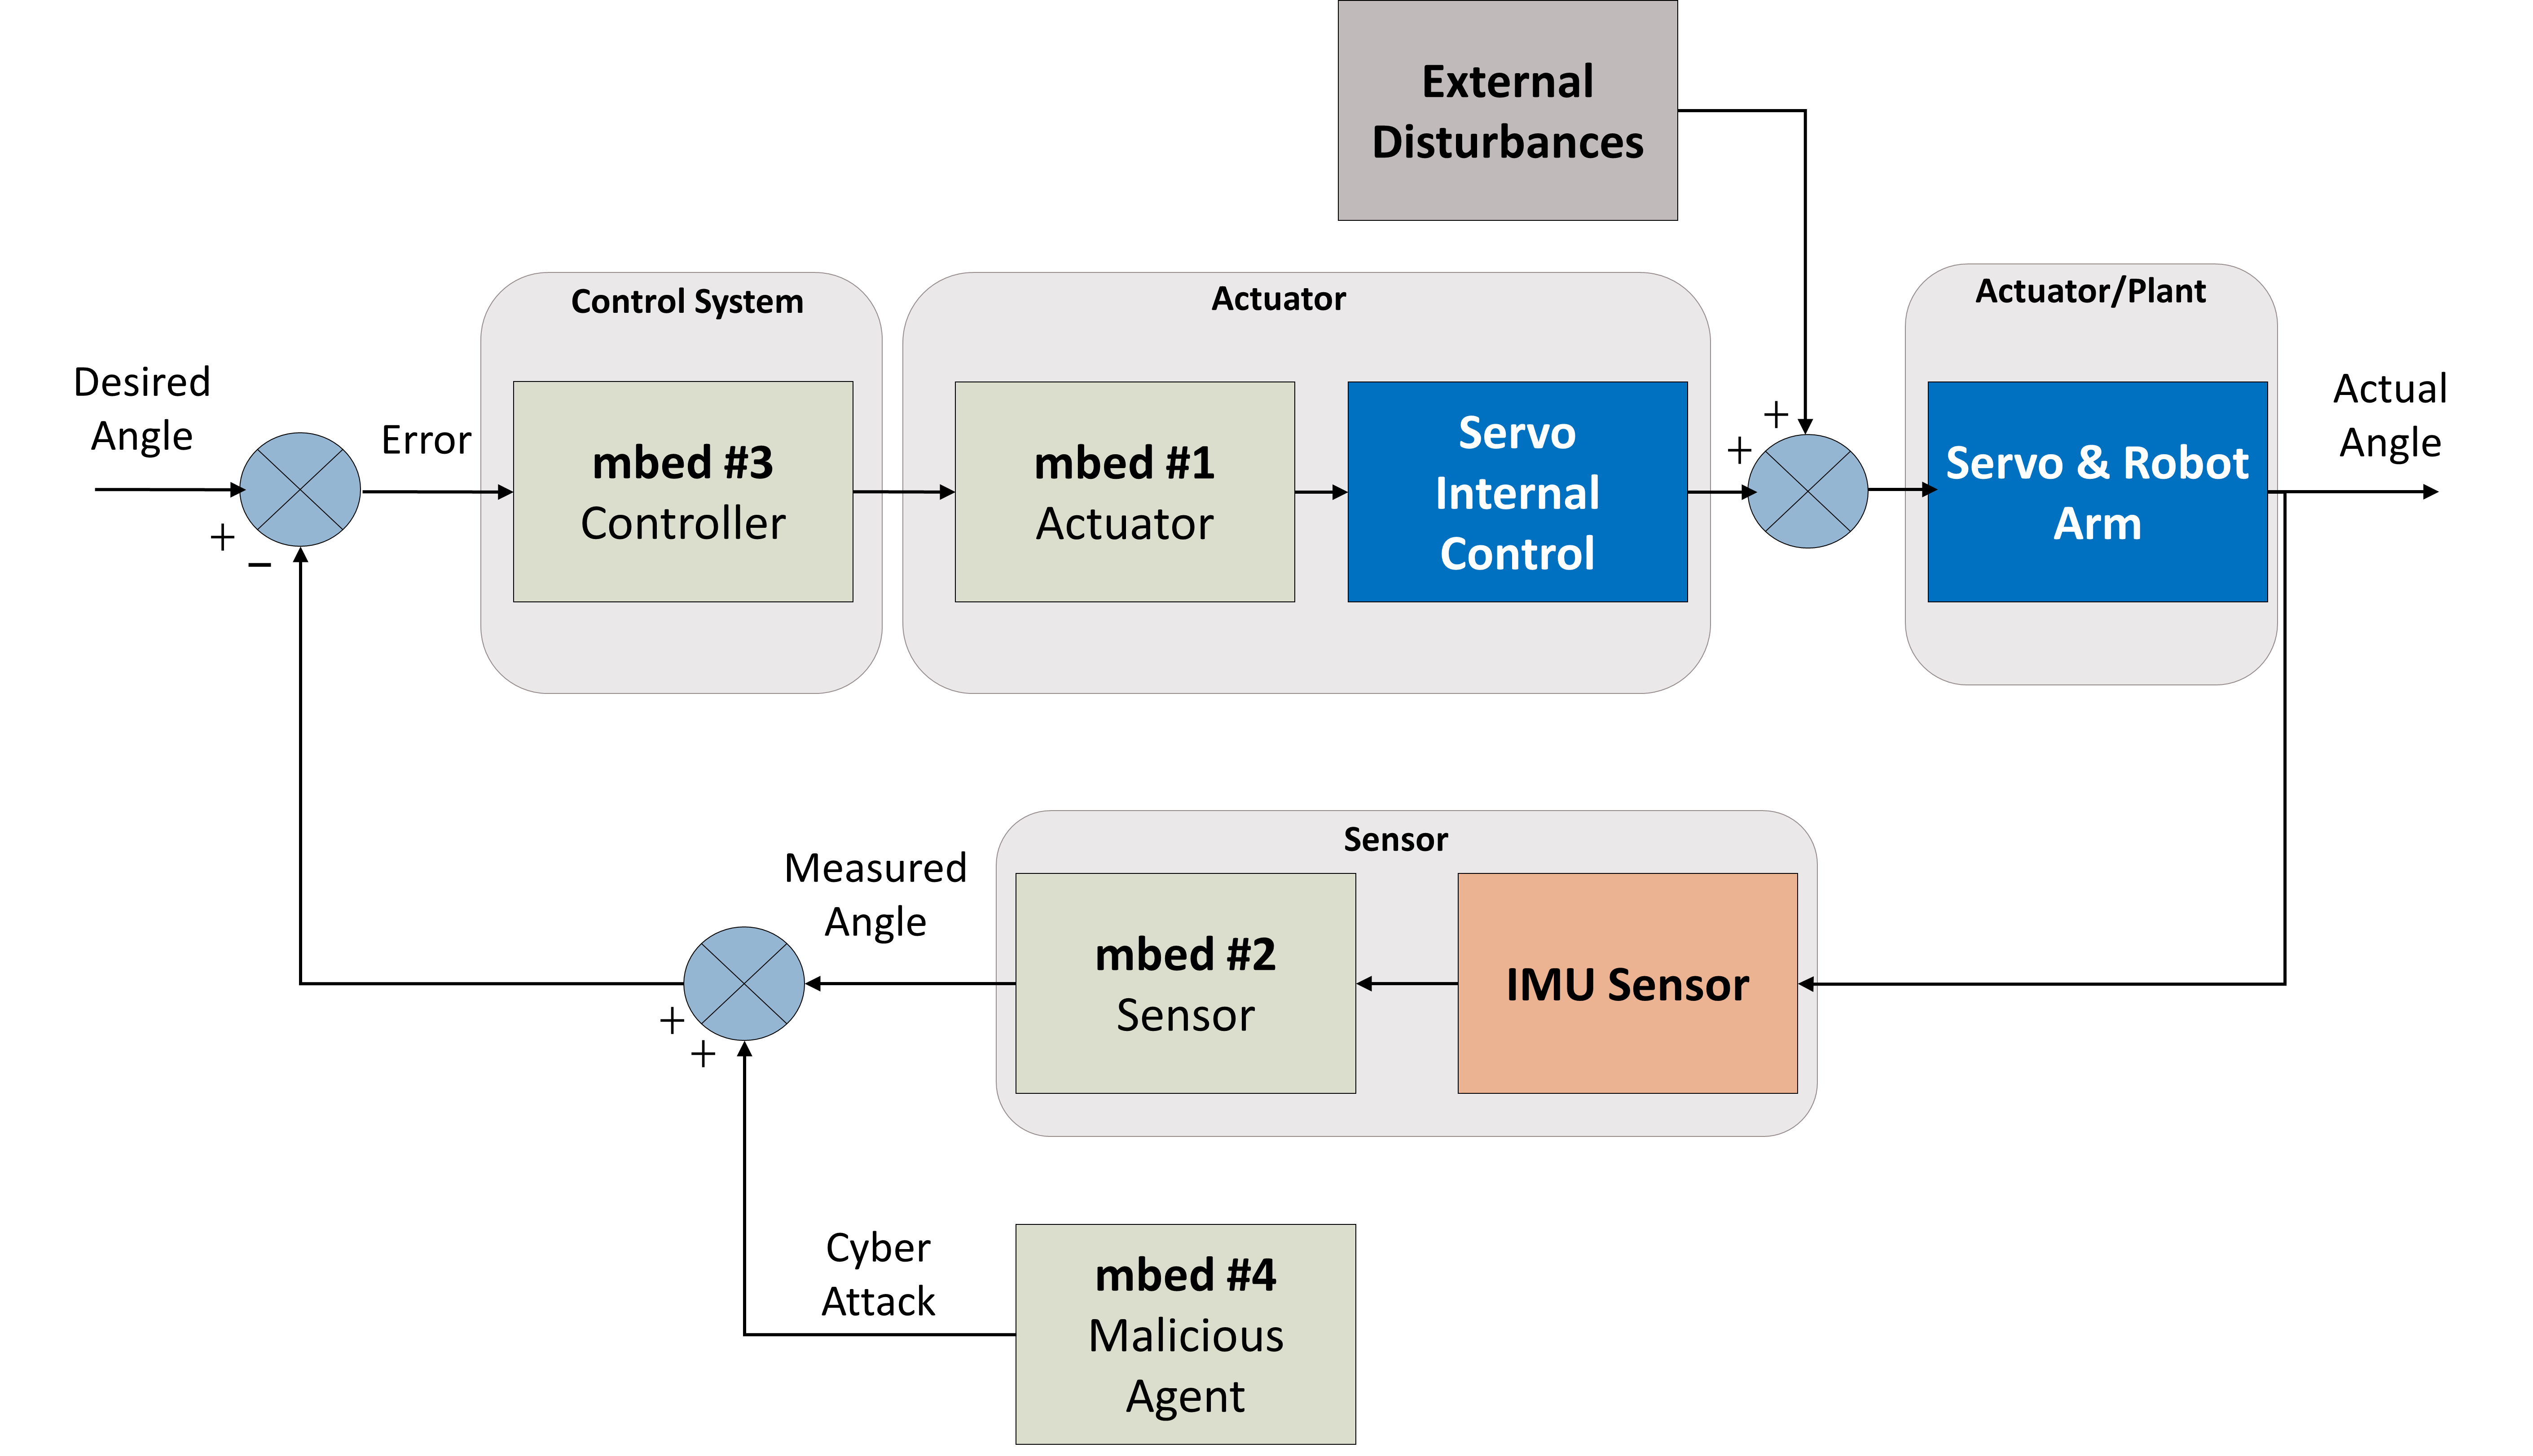 External
Disturbances
Control System
Actuator
Actuator/Plant
Desired
Angle
Error
mbed #3
Controller
mbed #1
Actuator
Servo
Internal
Control
+
+
Servo & Robot
Arm
Actual
Angle
+
−
Sensor
Measured
Angle
mbed #2
Sensor
IMU Sensor
+
+
Cyber
Attack
mbed #4
Malicious
Agent